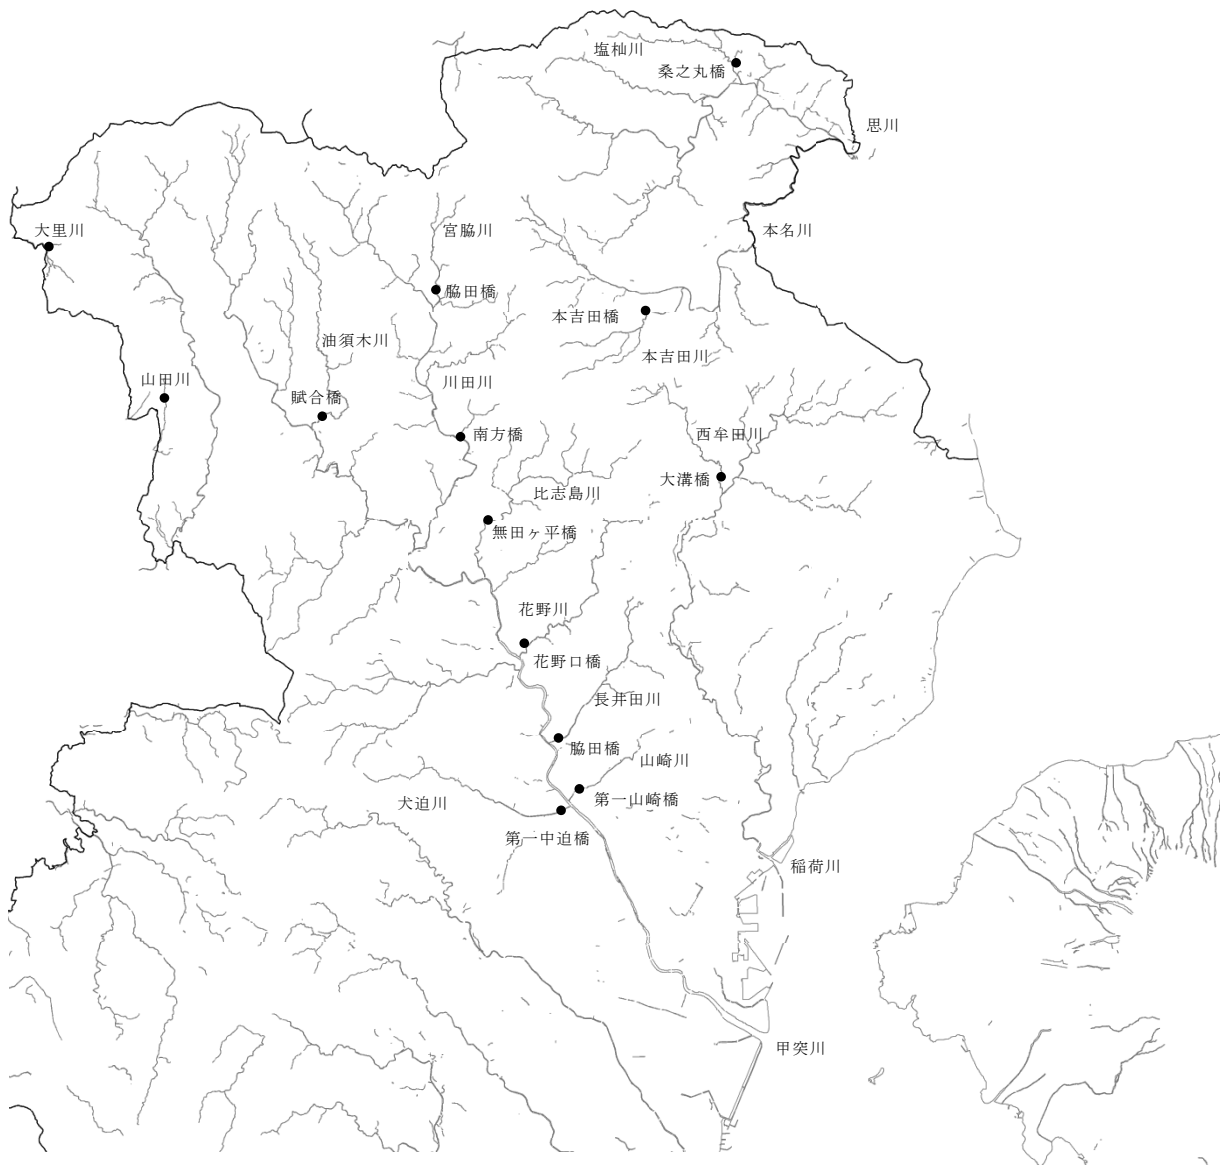 塩杣川
桑之丸橋
思川
大里川
宮脇川
本名川
脇田橋
本吉田橋
油須木川
本吉田川
山田川
川田川
賦合橋
南方橋
西牟田川
大溝橋
比志島川
無田ヶ平橋
花野川
花野口橋
長井田川
脇田橋
山崎川
犬迫川
第一山崎橋
第一中迫橋
稲荷川
甲突川